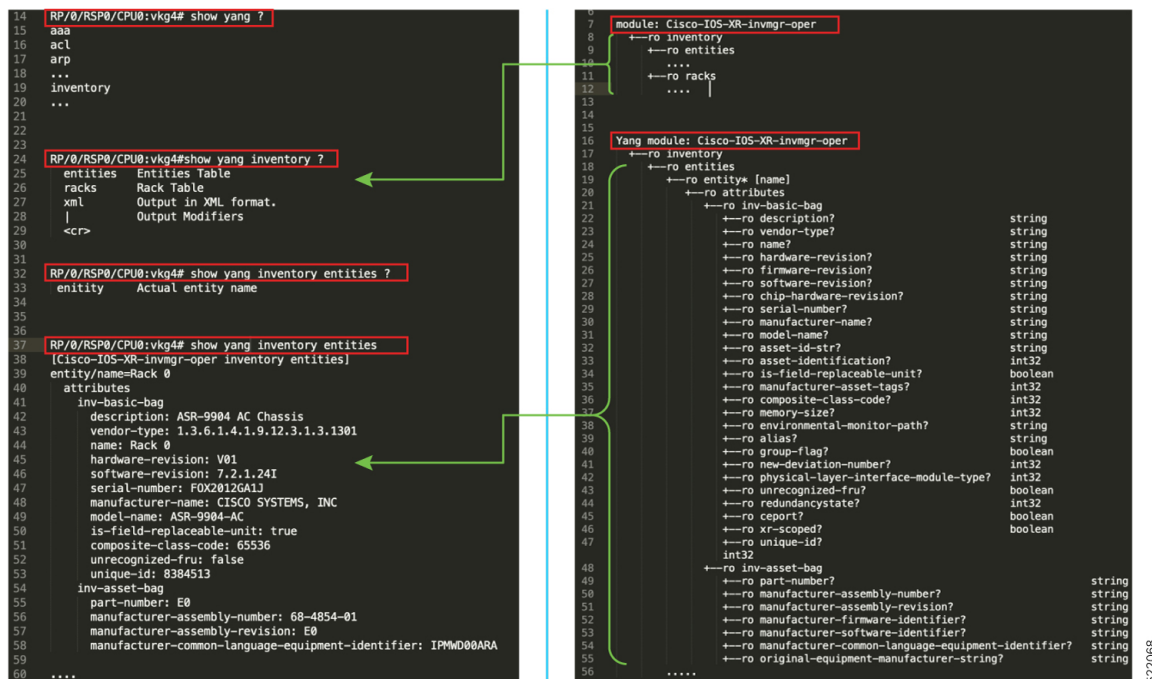 14 RP/0/RSP0/CPU0:vkg4# show yang ?
15 aaa
16 acl
17 arp
18 ...
19 inventory
20 ...
21
22
23
24 RP/0/RSP0/CPU0:vkg4#show yang inventory ?
25 entities Entities Table
26 racks Rack Table
27 xml Output in XML format.
28 | Output Modifiers
29 <cr>
30
31
32 RP/0/RSP0/CPU0:vkg4# show yang inventory entities ?
33 enitity Actual entity name
34
35
36
37 RP/0/RSP0/CPU0:vkg4# show yang inventory entities
38 [Cisco-IOS-XR-invmgr-oper inventory entities]
39 entity/name=Rack 0
40 attributes
41 inv-basic-bag
42 description: ASR-9904 AC Chassis
43 vendor-type: 1.3.6.1.4.1.9.12.3.1.3.1301
44 name: Rack 0
45 hardware-revision: V01
46 software-revision: 7.2.1.24I
47 serial-number: FOX2012GA1J
48 manufacturer-name: CISCO SYSTEMS, INC
49 model-name: ASR-9904-AC
50 is-field-replaceable-unit: true
51 composite-class-code: 65536
52 unrecognized-fru: false
53 unique-id: 8384513
54 inv-asset-bag
55 part-number: E0
56 manufacturer-assembly-number: 68-4854-01
57 manufacturer-assembly-revision: E0
58 manufacturer-common-language-equipment-identifier: IPMWD00ARA
59
60 ....
6
7 module: Cisco-IOS-XR-invmgr-oper
8 +--ro inventory
9 +--ro entities
10 ....
11 +--ro racks
12 ....
13
14
15
16 Yang module: Cisco-IOS-XR-invmgr-oper
17 +--ro inventory
18 +--ro entities
19 +--ro entity* [name]
20 +--ro attributes
21 +--ro inv-basic-bag
22 +--ro description? string
23 +--ro vendor-type? string
24 +--ro name? string
25 +--ro hardware-revision? string
26 +--ro firmware-revision? string
27 +--ro software-revision? string
28 +--ro chip-hardware-revision? string
29 +--ro serial-number? string
30 +--ro manufacturer-name? string
31 +--ro model-name? string
32 +--ro asset-id-str? string
33 +--ro asset-identification? int32
34 +--ro is-field-replaceable-unit? boolean
35 +--ro manufacturer-asset-tags? int32
36 +--ro composite-class-code? int32
37 +--ro memory-size? int32
38 +--ro environmental-monitor-path? string
39 +--ro alias? string
40 +--ro group-flag? boolean
41 +--ro new-deviation-number? int32
42 +--ro physical-layer-interface-module-type? int32
43 +--ro unrecognized-fru? boolean
44 +--ro redundancystate? int32
45 +--ro ceport? boolean
46 +--ro xr-scoped? boolean
47 +--ro unique-id?
int32
48 +--ro inv-asset-bag
49 +--ro part-number? string
50 +--ro manufacturer-assembly-number? string
51 +--ro manufacturer-assembly-revision? string
52 +--ro manufacturer-firmware-identifier? string
53 +--ro manufacturer-software-identifier? string
54 +--ro manufacturer-common-language-equipment-identifier? string
55 +--ro original-equipment-manufacturer-string? string
56 .....